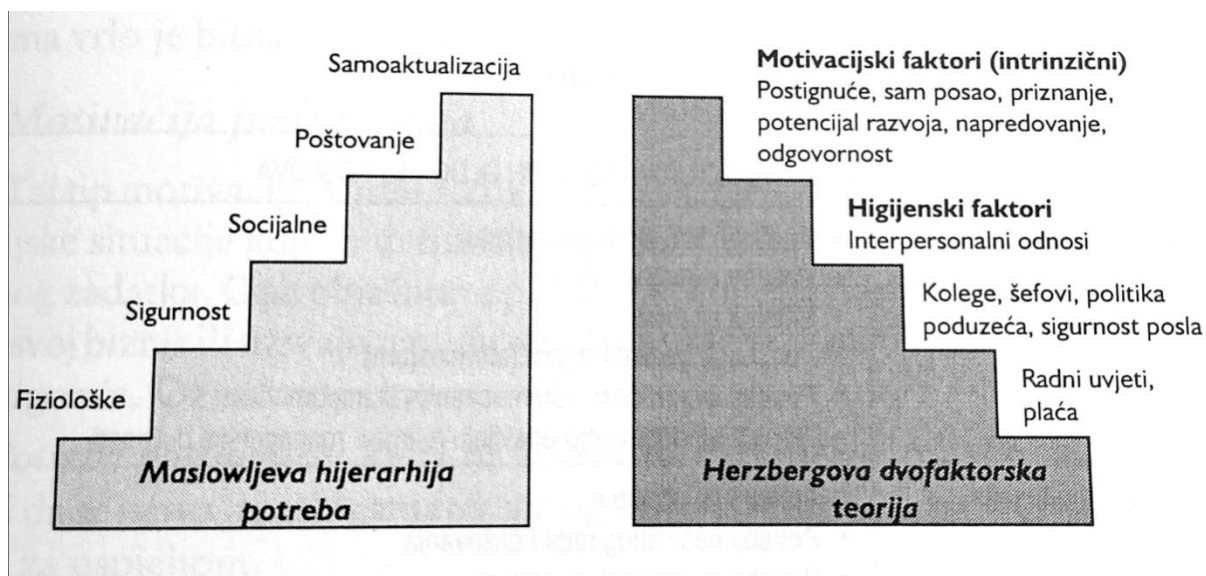 Samoaktualizacija
Poštovanje
Socijalne
Sigurnost
Fiziološke
Maslowljeva hijerarhija
potreba
Motivacijski faktori (intrinzični)
Postignuće, sam posao, priznanje,
potencijal razvoja, napredovanje,
odgovornost
Higijenski faktori
Interpersonalni odnosi
Kolege, šefovi, politika
poduzeća, sigurnost posla
Radni uvjeti,
plaća
Herzbergova dvofaktorska
teorija